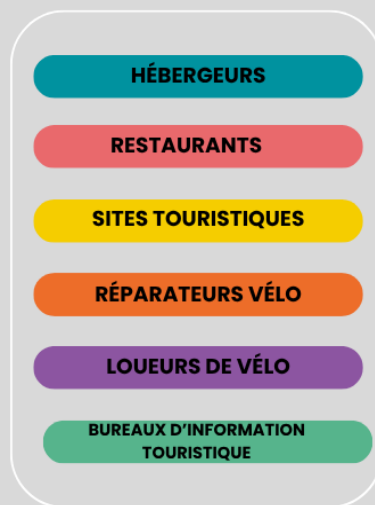 HÉBERGEURS
RESTAURANTS
SITES TOURISTIQUES
RÉPARATEURS VÉLO
LOUEURS DE VÉLO
BUREAUX D'INFORMATION
TOURISTIQUE